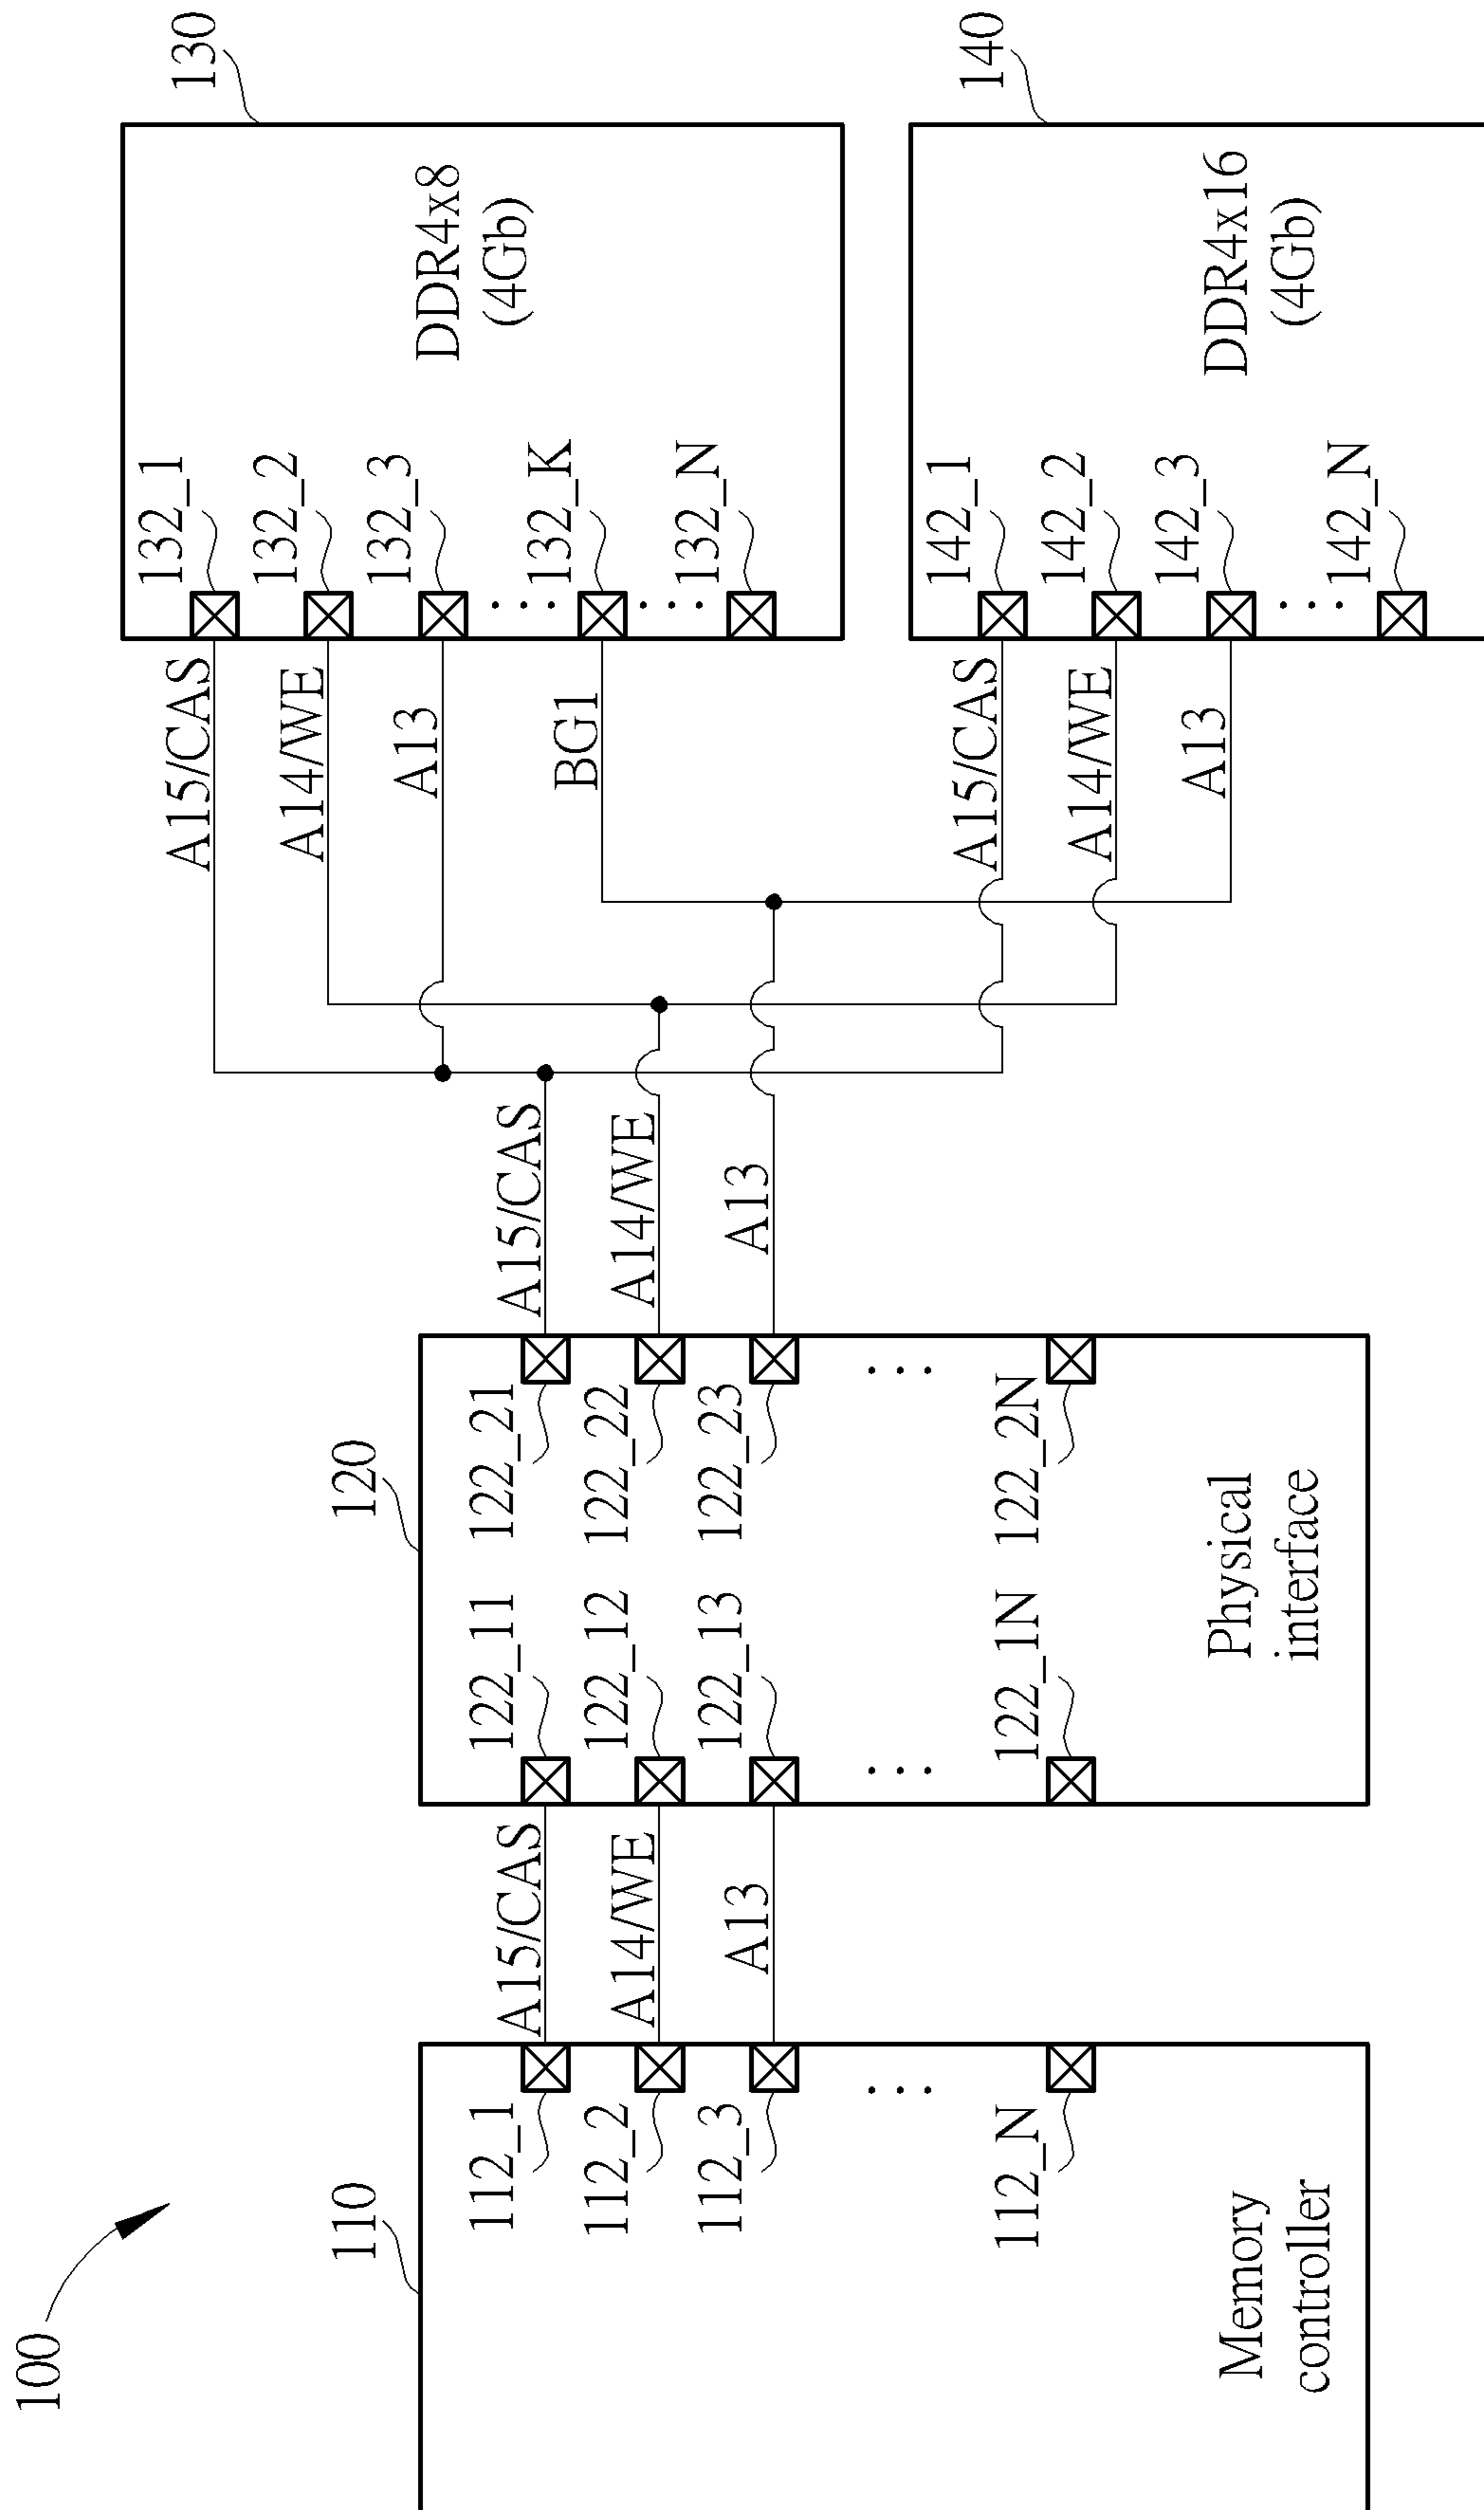 100
110
112_1
112_2
112_3
...
112_N
Memory
controller
A15/CAS
A14/WE
A13
120
122_11
122_21
122_12
122_22
122_13
122_23
...
...
122_1N
122_2N
Physical
interface
A15/CAS
A14/WE
A13
130
A15/CAS
132_1
A14/WE
132_2
A13
132_3
...
BG1
132_K
...
132_N
DDR4x8
(4Gb)
140
A15/CAS
142_1
A14/WE
142_2
A13
142_3
...
142_N
DDR4x16
(4Gb)